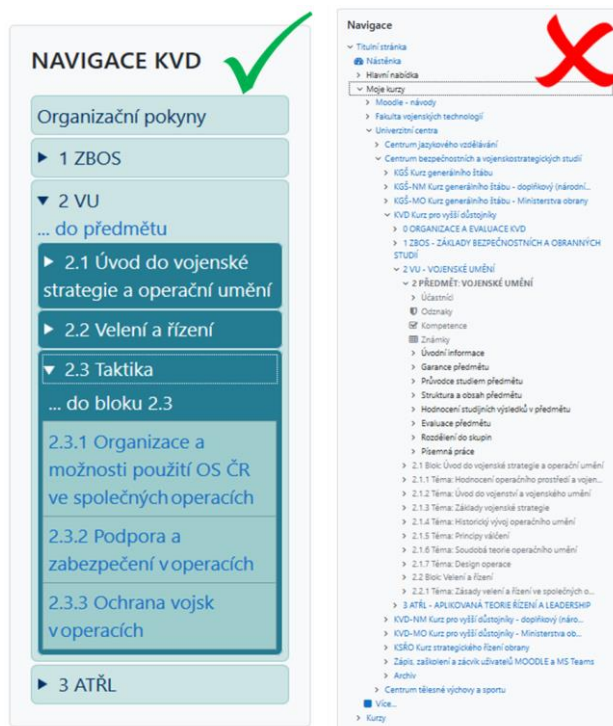 NAVIGACE KVD
Organizační pokyny
1 ZBOS
2 VU
... do předmětu
2.1 Úvod do vojenské
strategie a operační umění
2.2 Velení a řízení
2.3 Taktika
... do bloku 2.3
2.3.1 Organizace a
možnosti použití OS ČR
ve společných operacích
2.3.2 Podpora a
zabezpečení v operacích
2.3.3 Ochrana vojsk
v operacích
3 ATŘL
Navigace
Titulní stránka
Nástěnka
Hlavní nabídka
Moje kurzy
Moodle - návody
Fakulta vojenských technologií
Univerzitní centra
Centrum jazykového vzdělávání
Centrum bezpečnostních a vojenskostrategických studií
KGŠ Kurz generálního štábu
KGŠ-NM Kurz generálního štábu - doplňkový (národní...
KGŠ-MO Kurz generálního štábu - Ministerstva obrany
KVD Kurz pro vyšší důstojníky
0 ORGANIZACE A EVALUACE KVD
1 ZBOS - ZÁKLADY BEZPEČNOSTNÍCH A OBRANNÝCH
STUDIÍ
2 VU - VOJENSKÉ UMĚNÍ
2 PŘEDMĚT: VOJENSKÉ UMĚNÍ
Účastníci
Odznaky
Kompetence
Známky
Úvodní informace
Garance předmětu
Průvodce studiem předmětu
Struktura a obsah předmětu
Hodnocení studijních výsledků v předmětu
Evaluace předmětu
Rozdělení do skupin
Písemná práce
2.1 Blok: Úvod do vojenské strategie a operační umění
2.1.1 Téma: Hodnocení operačního prostředí a vojen...
2.1.2 Téma: Úvod do vojenství a vojenského umění
2.1.3 Téma: Základy vojenské strategie
2.1.4 Téma: Historický vývoj operačního umění
2.1.5 Téma: Principy válčení
2.1.6 Téma: Soudobá teorie operačního umění
2.1.7 Téma: Design operace
2.2 Blok: Velení a řízení
2.2.1 Téma: Zásady velení a řízení ve společných o...
3 ATŘL - APLIKOVANÁ TEORIE ŘÍZENÍ A LEADERSHIP
KVD-NM Kurz pro vyšší důstojníky - doplňkový (náro...
KVD-MO Kurz pro vyšší důstojníky - Ministerstva ob...
KSŘO Kurz strategického řízení obrany
Zápis, zaškolení a zácvik uživatelů MOODLE a MS Teams
Archiv
Centrum tělesné výchovy a sportu
Více...
Kurzy